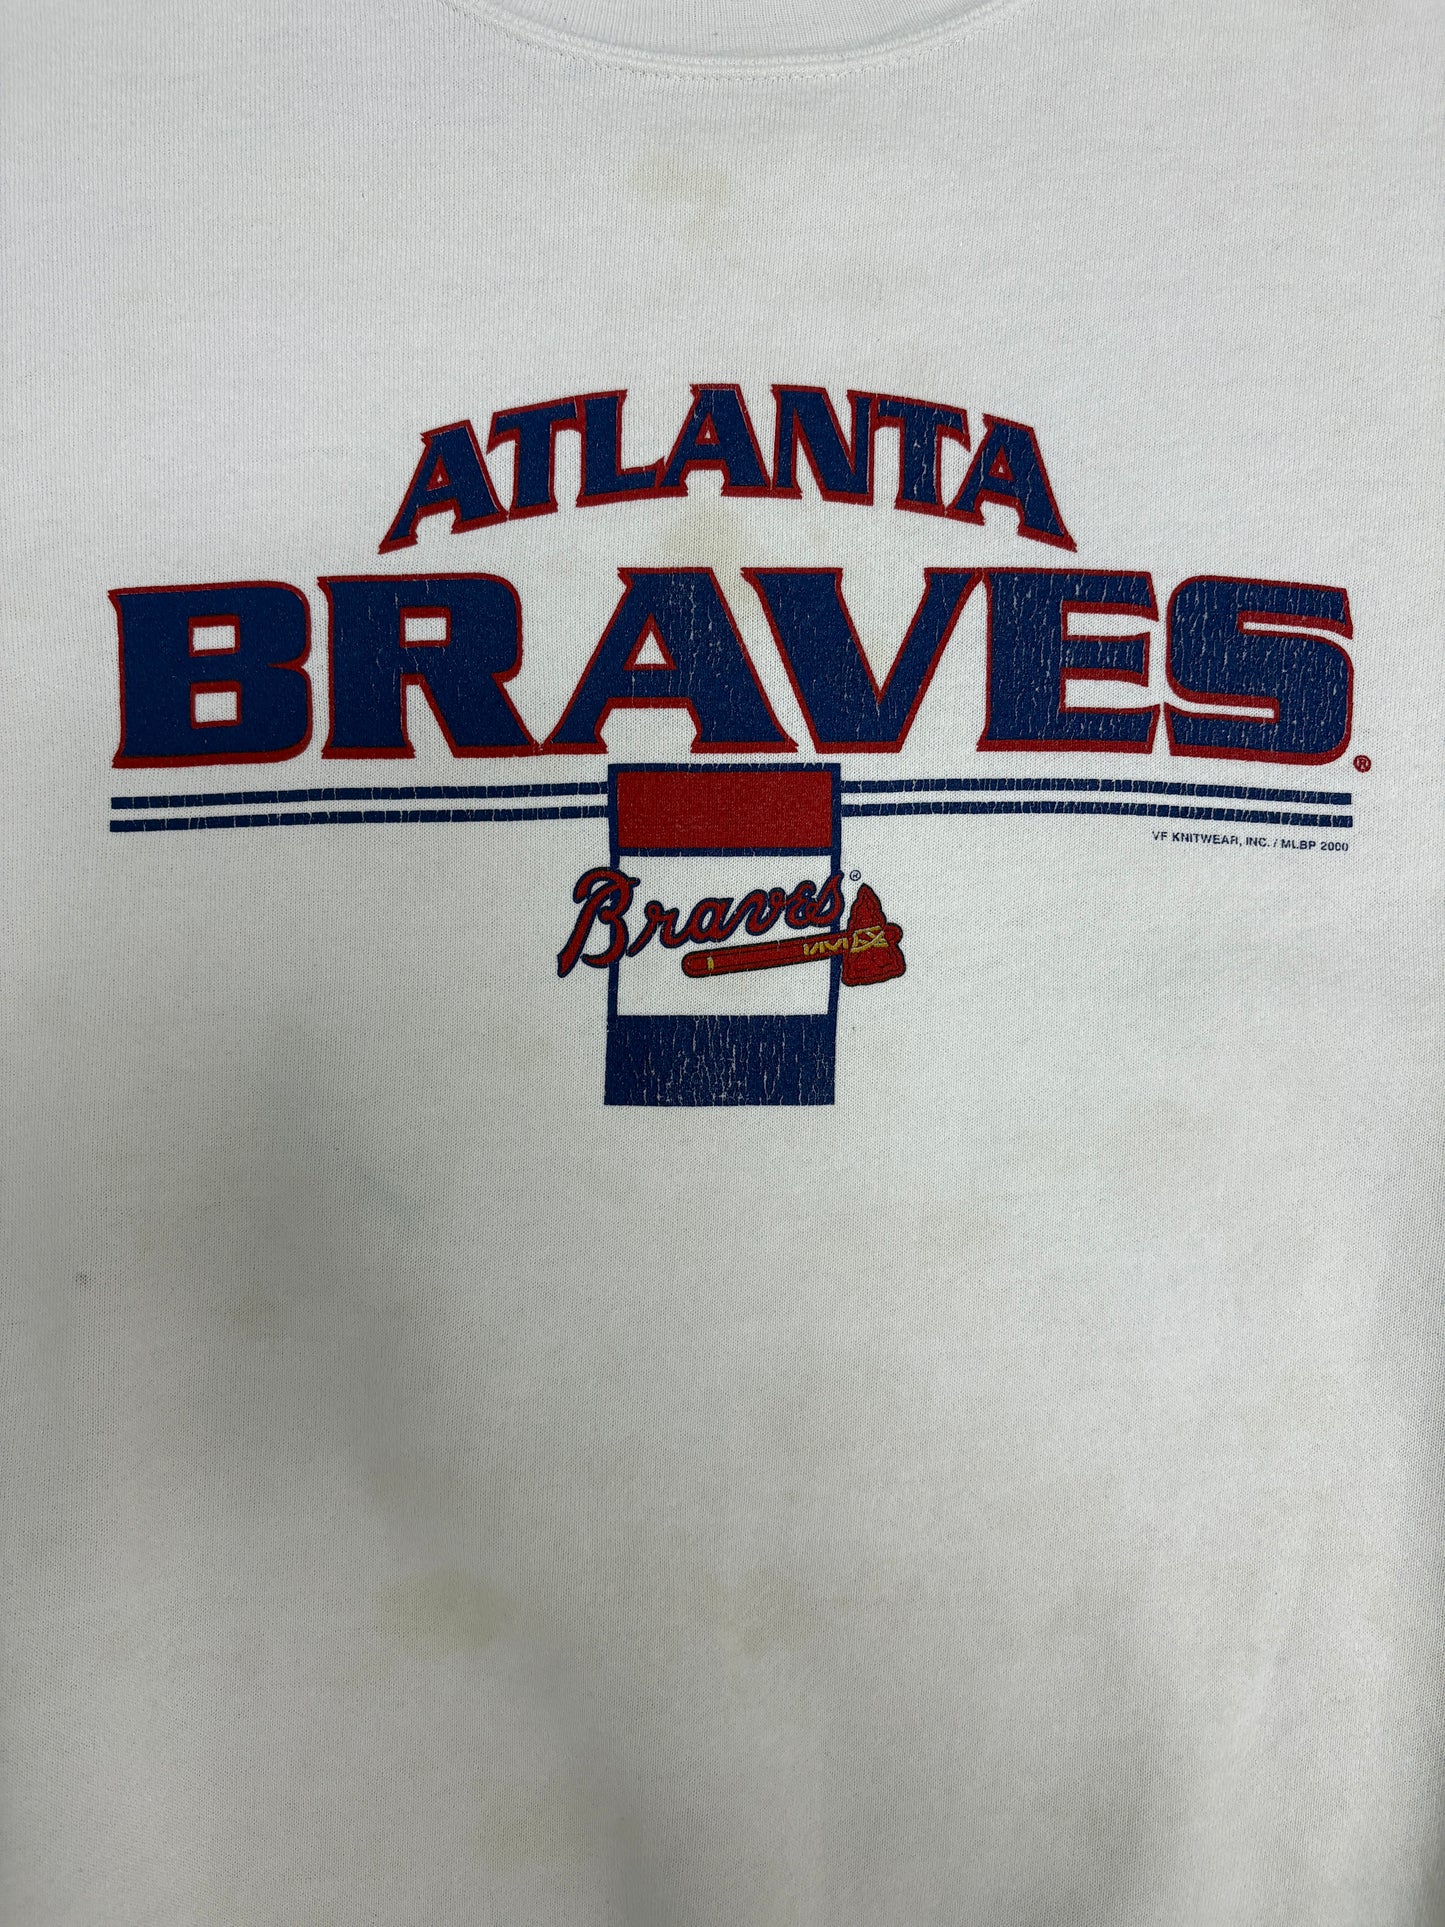 ATLANTA
BRAVES®
VF KNITWEAR, INC. / MLBP 2000
Braves®